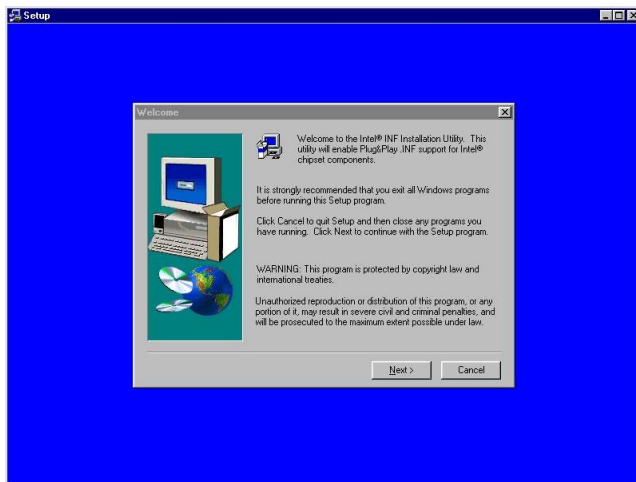 Setup
Welcome
Welcome to the Intel® INF Installation Utility. This
utility will enable Plug&Play .INF support for Intel®
chipset components.
It is strongly recommended that you exit all Windows programs
before running this Setup program.
Click Cancel to quit Setup and then close any programs you
have running. Click Next to continue with the Setup program.
WARNING: This program is protected by copyright law and
international treaties.
Unauthorized reproduction or distribution of this program, or any
portion of it, may result in severe civil and criminal penalties, and
will be prosecuted to the maximum extent possible under law.
Next > Cancel